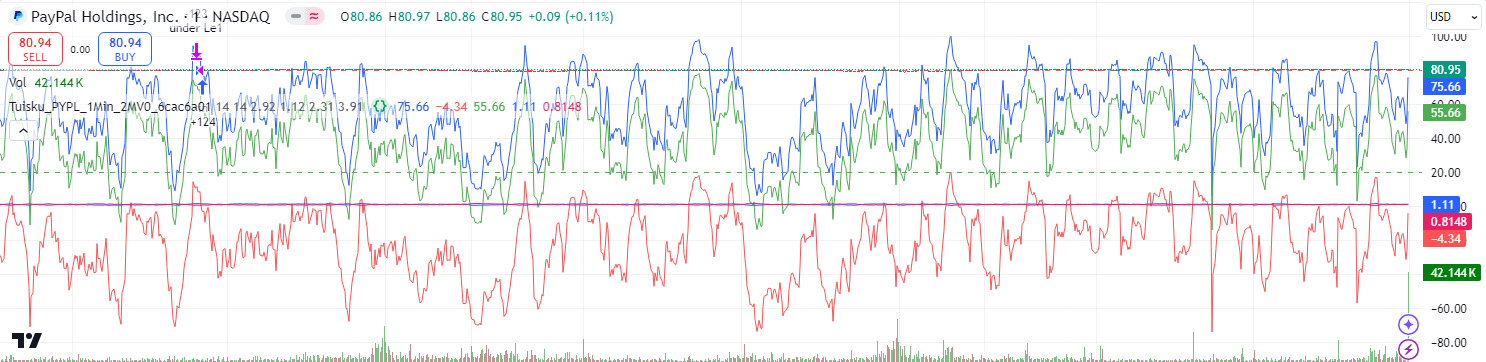 PayPal Holdings, Inc. · 1 · NASDAQ O80.86 H80.97 L80.86 C80.95 +0.09 (+0.11%)
under Le1
80.94
SELL
0.00
80.94
BUY
Vol 42.144 K
Tuisku_PYPL_1Min_2MV0_6cac6a01 14 14 2.92 1.12 2.31 3.91 {} 75.66 −4.34 55.66 1.11 0.8148
+124
USD
100.00
80.95
75.66
55.66
40.00
20.00
1.11
0.8148
−4.34
42.144 K
−60.00
−80.00